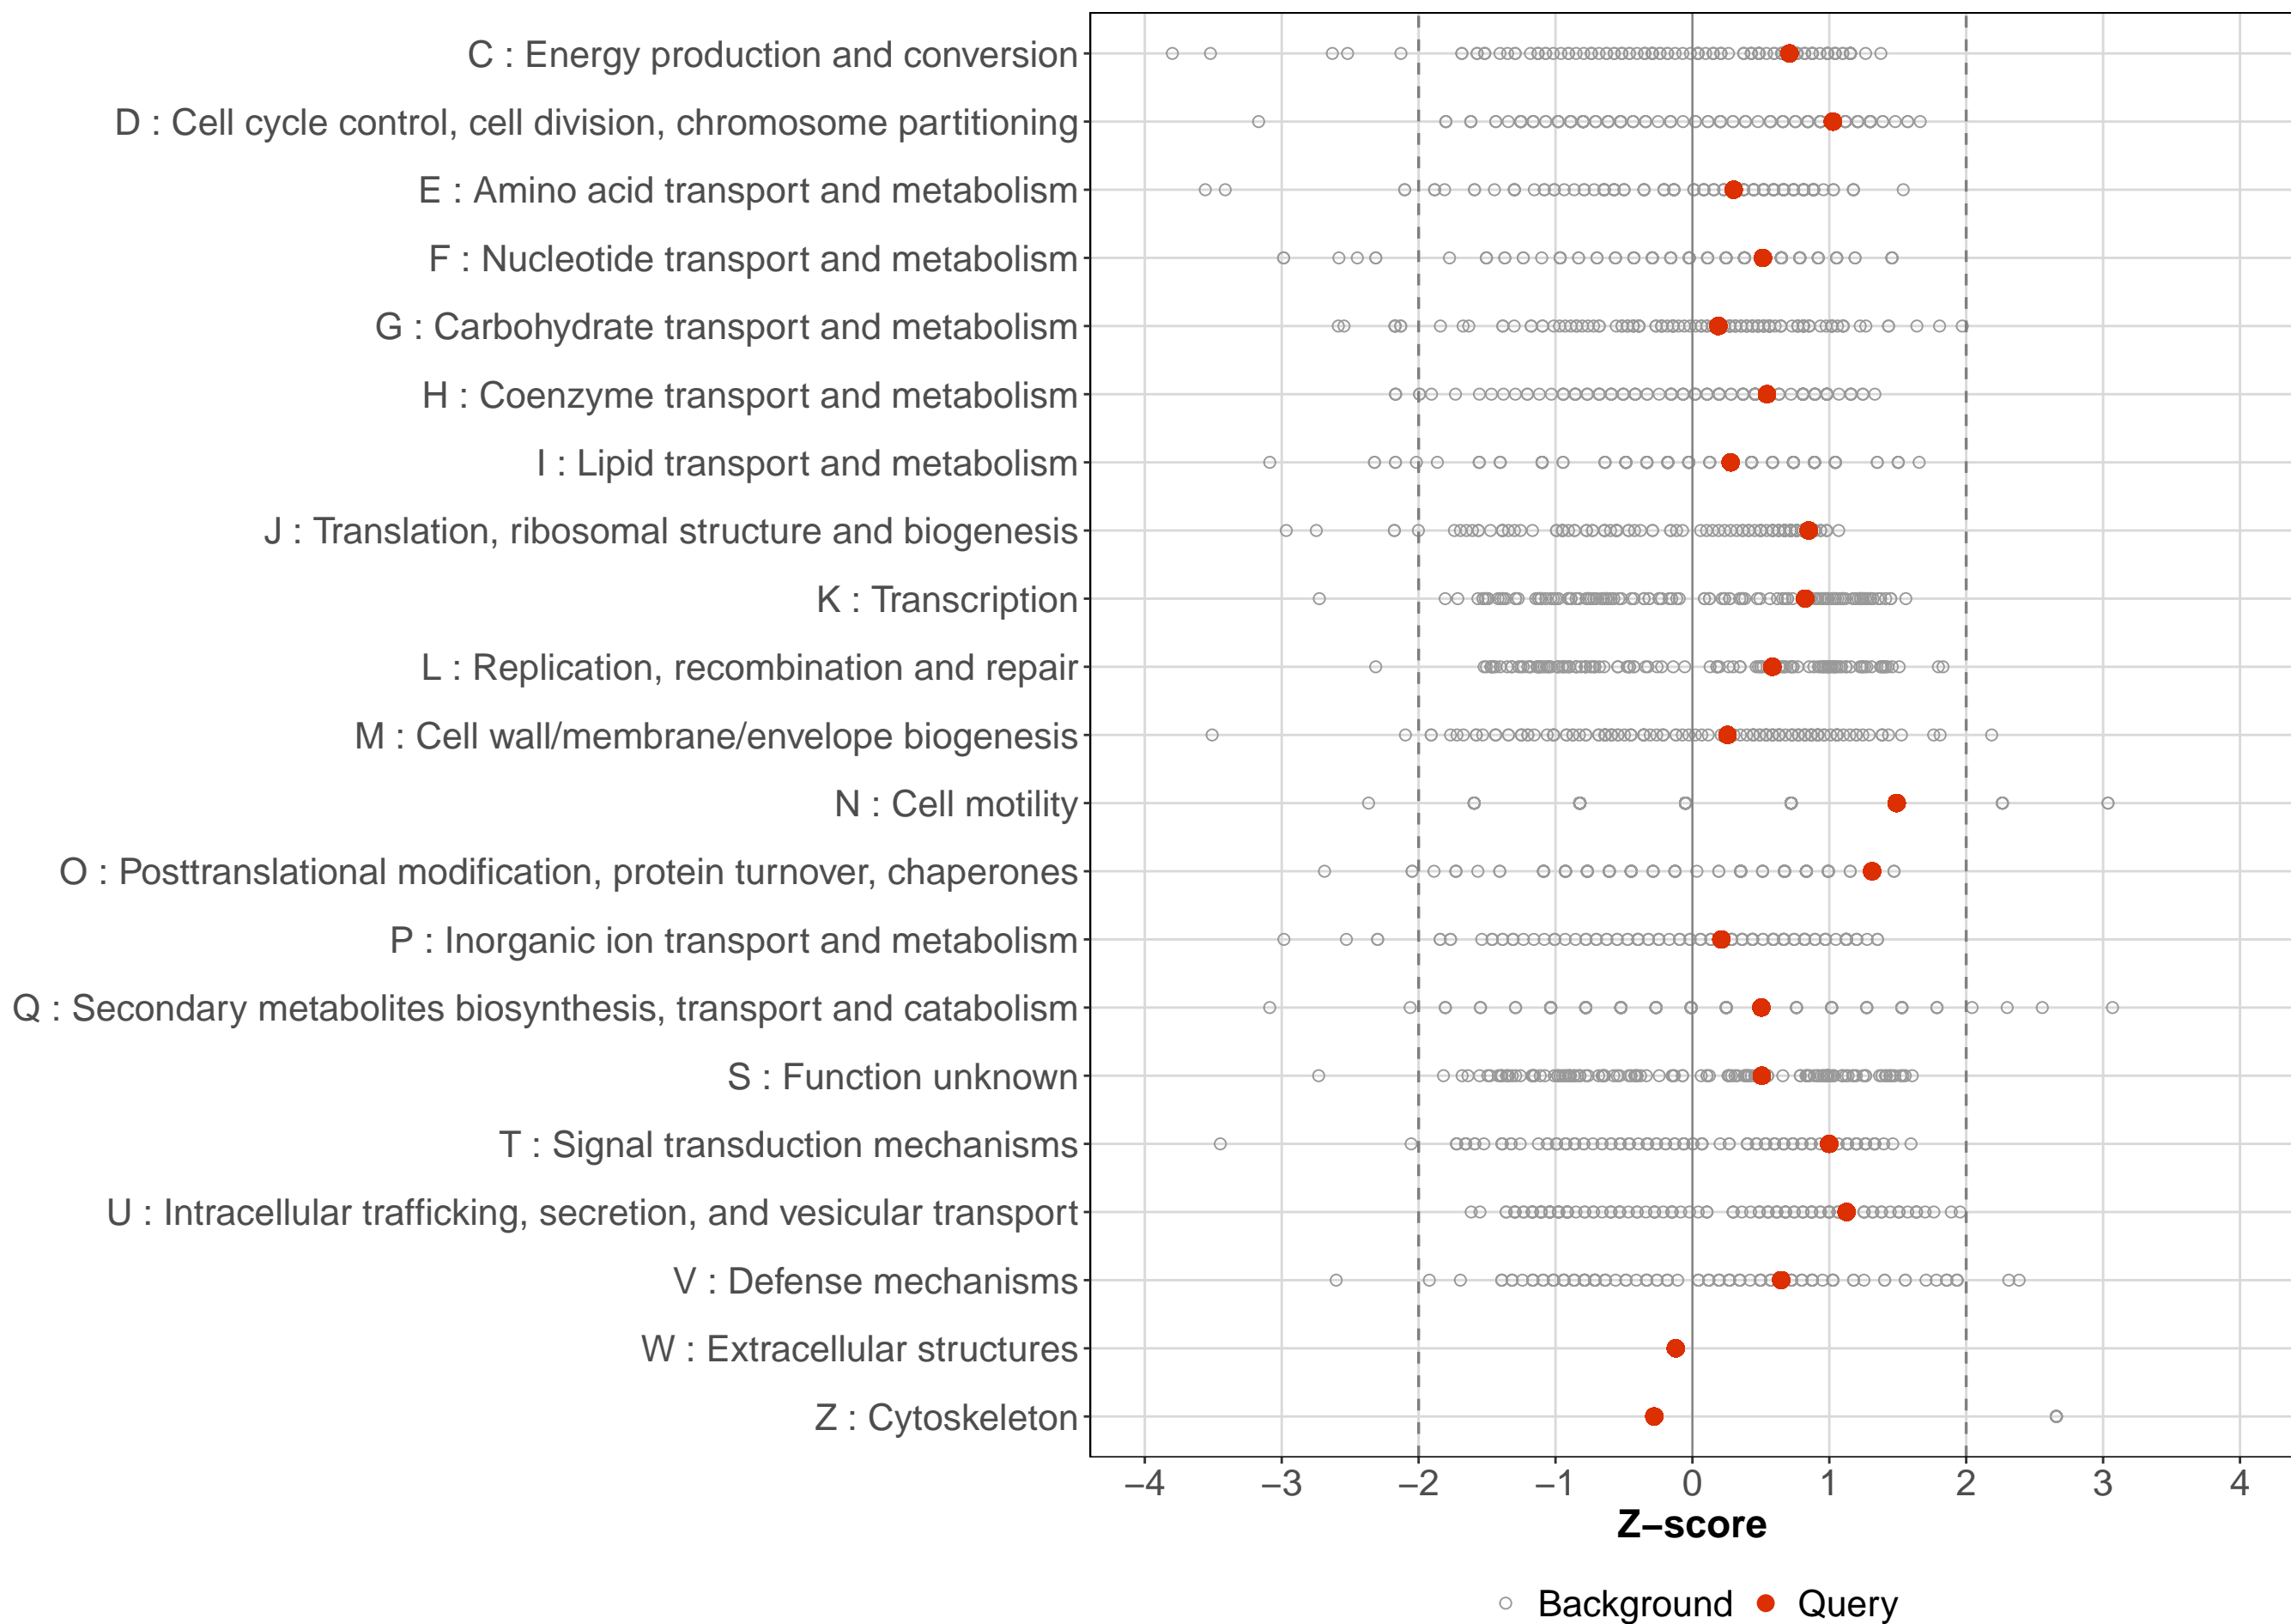 C : Energy production and conversion
D : Cell cycle control, cell division, chromosome partitioning
E : Amino acid transport and metabolism
F : Nucleotide transport and metabolism
G : Carbohydrate transport and metabolism
H : Coenzyme transport and metabolism
I : Lipid transport and metabolism
J : Translation, ribosomal structure and biogenesis
K : Transcription
L : Replication, recombination and repair
M : Cell wall/membrane/envelope biogenesis
N : Cell motility
O : Posttranslational modification, protein turnover, chaperones
P : Inorganic ion transport and metabolism
Q : Secondary metabolites biosynthesis, transport and catabolism
S : Function unknown
T : Signal transduction mechanisms
U : Intracellular trafficking, secretion, and vesicular transport
V : Defense mechanisms
W : Extracellular structures
Z : Cytoskeleton
−4 −3 −2 −1 0 1 2 3 4
Z−score
Background Query